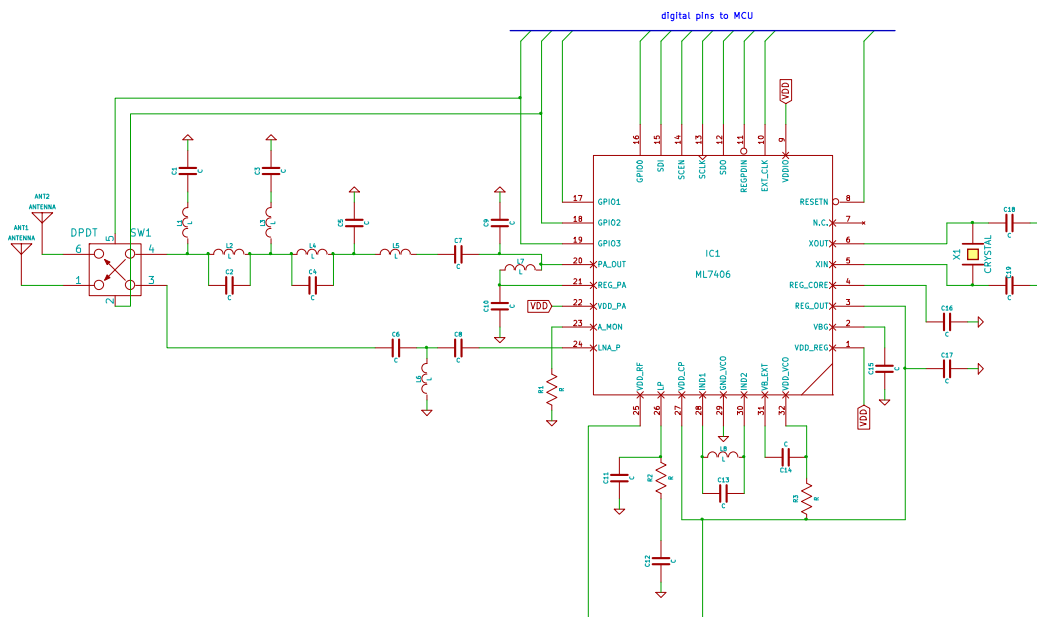 digital pins to MCU
VDD
16
15
14
13
12
11
10
9
GPIO0
SDI
SCEN
SCLK
SDO
REGPDIN
EXT_CLK
VDDIO
C1
C
C3
C
ANT2
ANTENNA
ANT1
ANTENNA
DPDT
SW1
5
6
4
1
3
2
L1
L
L3
L
C5
C
C9
C
L2
L
C2
C
L4
L
C4
C
L5
L
C7
C
L7
L
C10
C
VDD
17 GPIO1
18 GPIO2
19 GPIO3
20 PA_OUT
21 REG_PA
22 VDD_PA
23 A_MON
24 LNA_P
IC1
ML7406
RESETN 8
N.C. 7
XOUT 6
XIN 5
REG_CORE 4
REG_OUT 3
VBG 2
VDD_REG 1
C18
C
X1
CRYSTAL
C19
C
C16
C
C17
C
C15
C
VDD
C6
C
C8
C
L6
L
R1
R
VDD_RF
LP
VDD_CP
IND1
GND_VCO
IND2
VB_EXT
VDD_VCO
25
26
27
28
29
30
31
32
C11
C
R2
R
L8
L
C13
C
C
C14
R3
R
C12
C